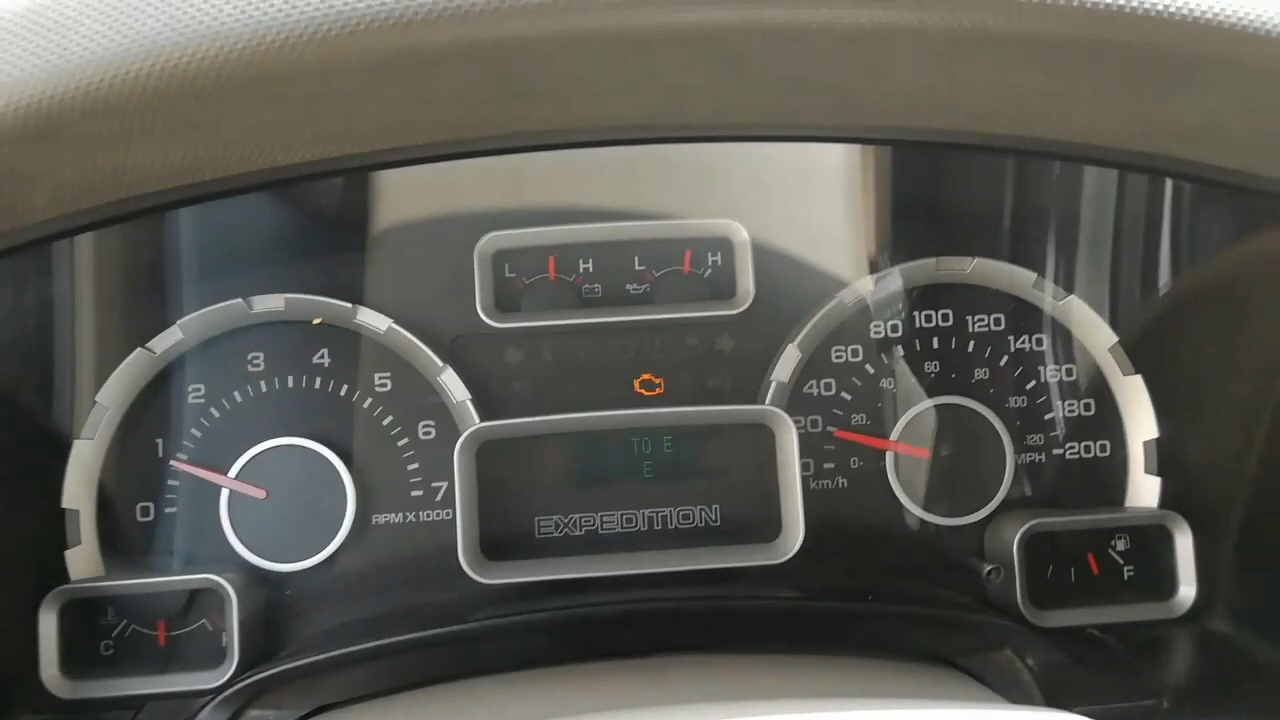 L H L H
0 1 2 3 4 5 6 7
RPM X 1000
TO E
E
EXPEDITION
0 20 40 60 80 100 120 140 160 180 200
km/h
0 20 40 60 80 100 120
MPH
C
F